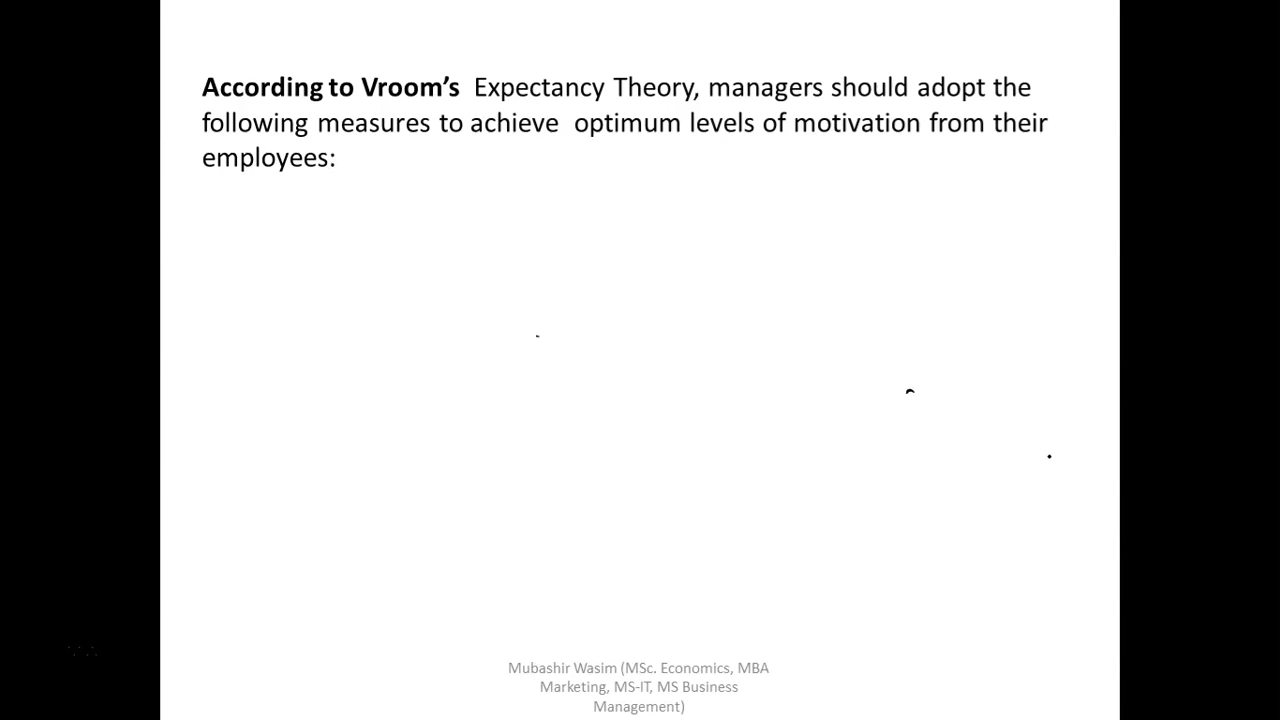 According to Vroom’s Expectancy Theory, managers should adopt the
following measures to achieve optimum levels of motivation from their
employees:
Mubashir Wasim (MSc. Economics, MBA
Marketing, MS-IT, MS Business
Management)